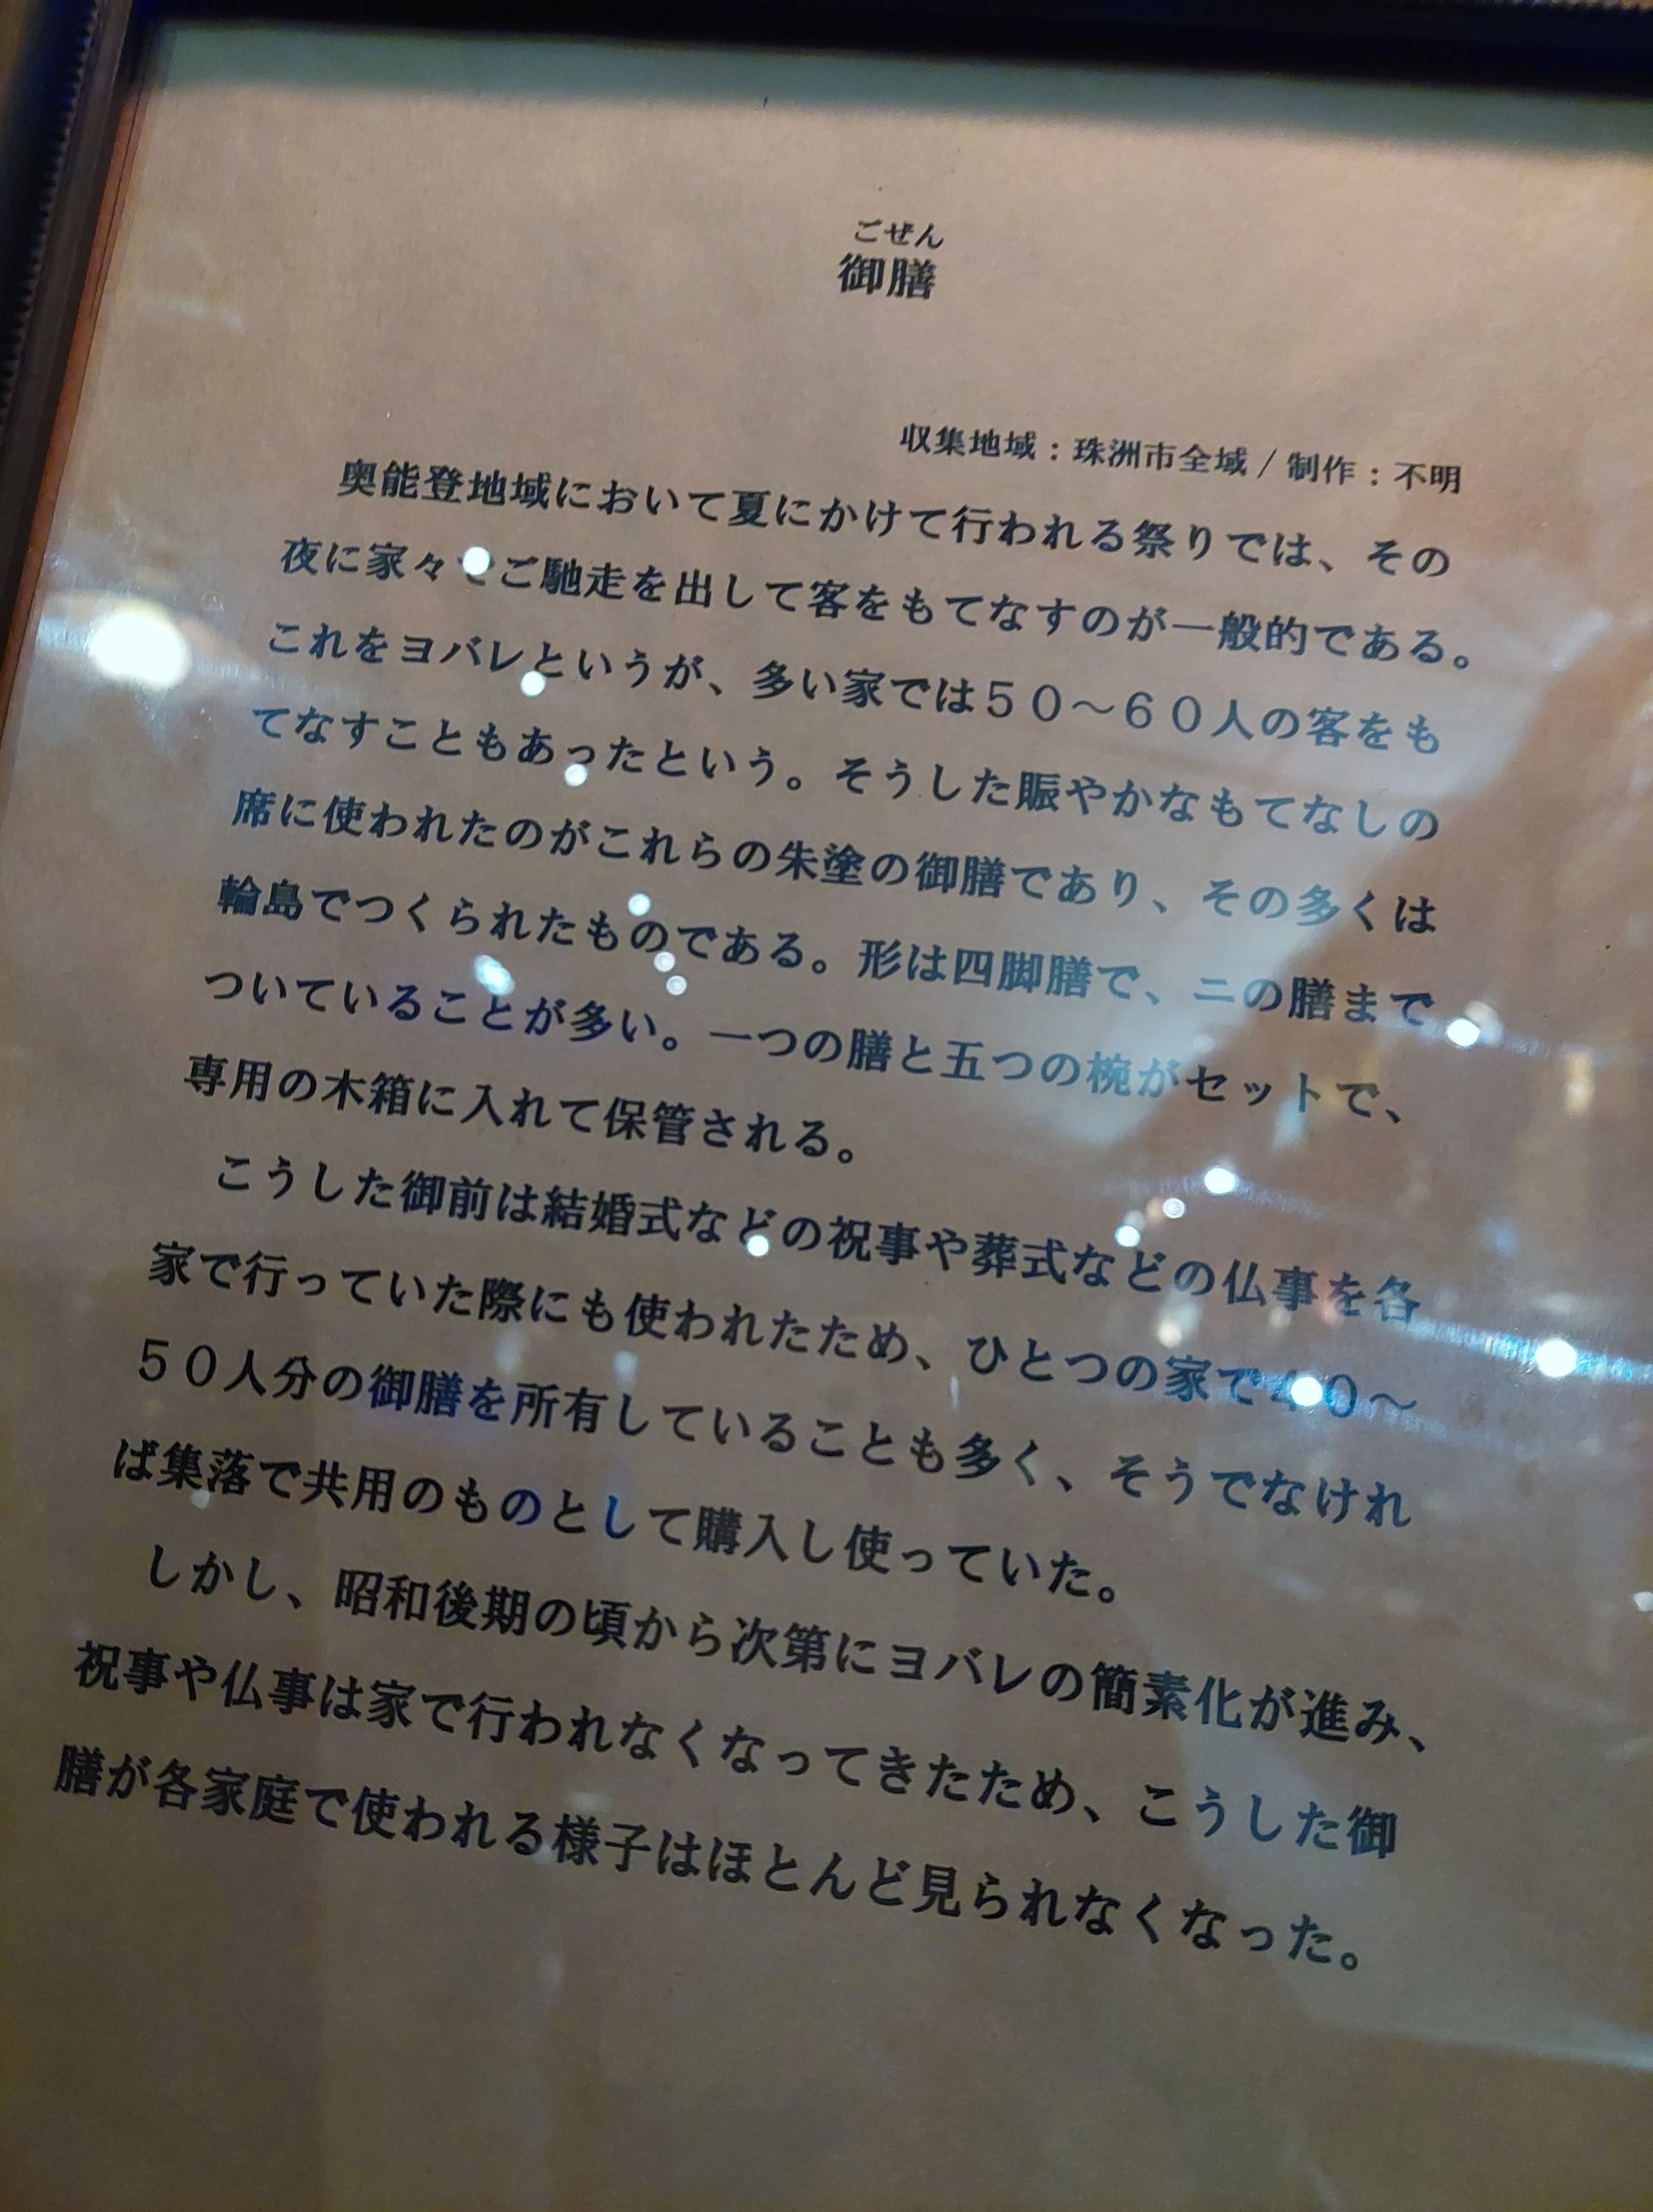 ごぜん
御膳
収集地域：珠洲市全域 / 制作：不明
奥能登地域において夏にかけて行われる祭りでは、その
夜に家々 ご馳走を出して客をもてなすのが一般的である。
これをヨバレというが、多い家では５０～６０人の客をも
てなすこともあったという。そうした賑やかなもてなしの
席に使われたのがこれらの朱塗の御膳であり、その多くは
輪島でつくられたものである。形は四脚膳で、ニの膳まで
ついていることが多い。一つの膳と五つの椀がセットで、
専用の木箱に入れて保管される。
こうした御前は結婚式などの祝事や葬式などの仏事を各
家で行っていた際にも使われたため、ひとつの家で４０～
５０人分の御膳を所有していることも多く、そうでなけれ
ば集落で共用のものとして購入し使っていた。
しかし、昭和後期の頃から次第にヨバレの簡素化が進み、
祝事や仏事は家で行われなくなってきたため、こうした御
膳が各家庭で使われる様子はほとんど見られなくなった。